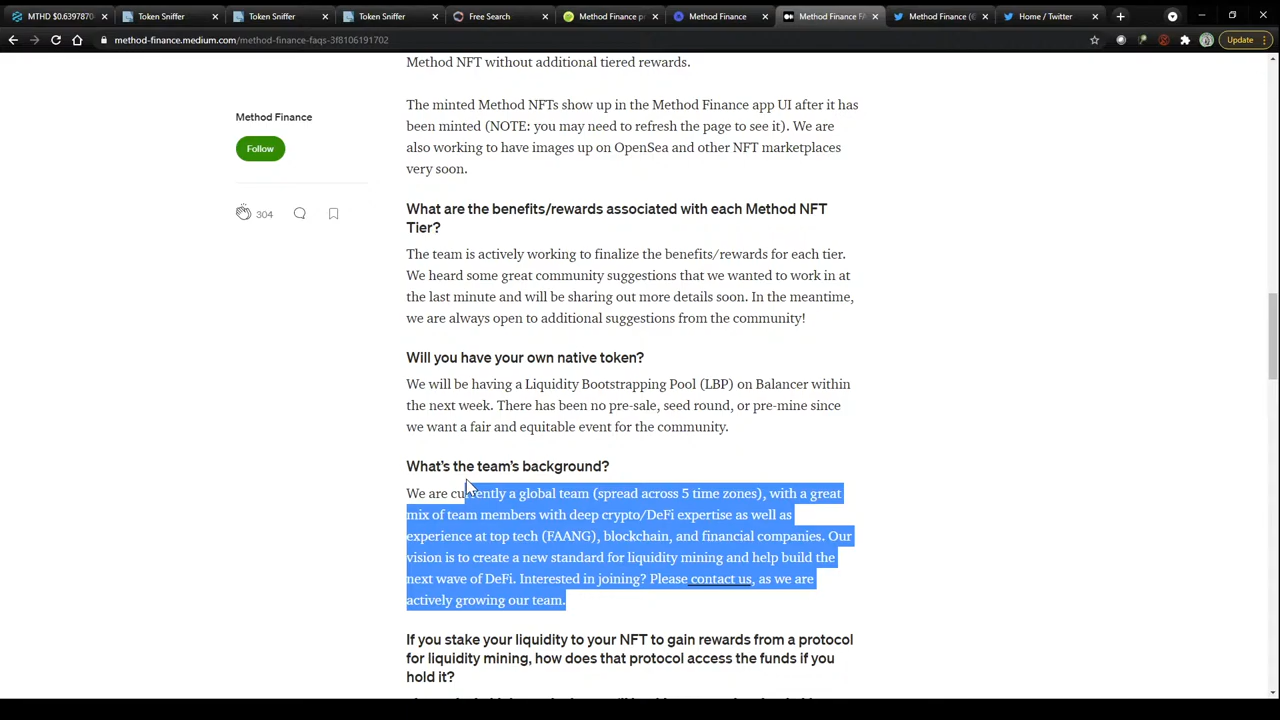 MTHD $0.6397870
Token Sniffer
Token Sniffer
Token Sniffer
Free Search
Method Finance p
Method Finance
Method Finance FA
Method Finance (@
Home / Twitter
method-finance.medium.com/method-finance-faqs-3f8106191702
Update
Method NFT without additional tiered rewards.
Method Finance
Follow
304
The minted Method NFTs show up in the Method Finance app UI after it has
been minted (NOTE: you may need to refresh the page to see it). We are
also working to have images up on OpenSea and other NFT marketplaces
very soon.
What are the benefits/rewards associated with each Method NFT
Tier?
The team is actively working to finalize the benefits/rewards for each tier.
We heard some great community suggestions that we wanted to work in at
the last minute and will be sharing out more details soon. In the meantime,
we are always open to additional suggestions from the community!
Will you have your own native token?
We will be having a Liquidity Bootstrapping Pool (LBP) on Balancer within
the next week. There has been no pre-sale, seed round, or pre-mine since
we want a fair and equitable event for the community.
What's the team's background?
We are currently a global team (spread across 5 time zones), with a great
mix of team members with deep crypto/DeFi expertise as well as
experience at top tech (FAANG), blockchain, and financial companies. Our
vision is to create a new standard for liquidity mining and help build the
next wave of DeFi. Interested in joining? Please contact us, as we are
actively growing our team.
If you stake your liquidity to your NFT to gain rewards from a protocol
for liquidity mining, how does that protocol access the funds if you
hold it?